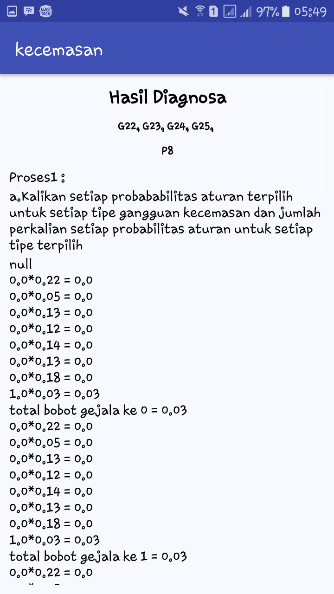 97% 05:49
kecemasan
Hasil Diagnosa
G22, G23, G24, G25,
P8
Proses1 :
a.Kalikan setiap probababilitas aturan terpilih
untuk setiap tipe gangguan kecemasan dan jumlah
perkalian setiap probabilitas aturan untuk setiap
tipe terpilih
null
0.0*0.22 = 0.0
0.0*0.05 = 0.0
0.0*0.13 = 0.0
0.0*0.12 = 0.0
0.0*0.14 = 0.0
0.0*0.13 = 0.0
0.0*0.18 = 0.0
1.0*0.03 = 0.03
total bobot gejala ke 0 = 0.03
0.0*0.22 = 0.0
0.0*0.05 = 0.0
0.0*0.13 = 0.0
0.0*0.12 = 0.0
0.0*0.14 = 0.0
0.0*0.13 = 0.0
0.0*0.18 = 0.0
1.0*0.03 = 0.03
total bobot gejala ke 1 = 0.03
0.0*0.22 = 0.0